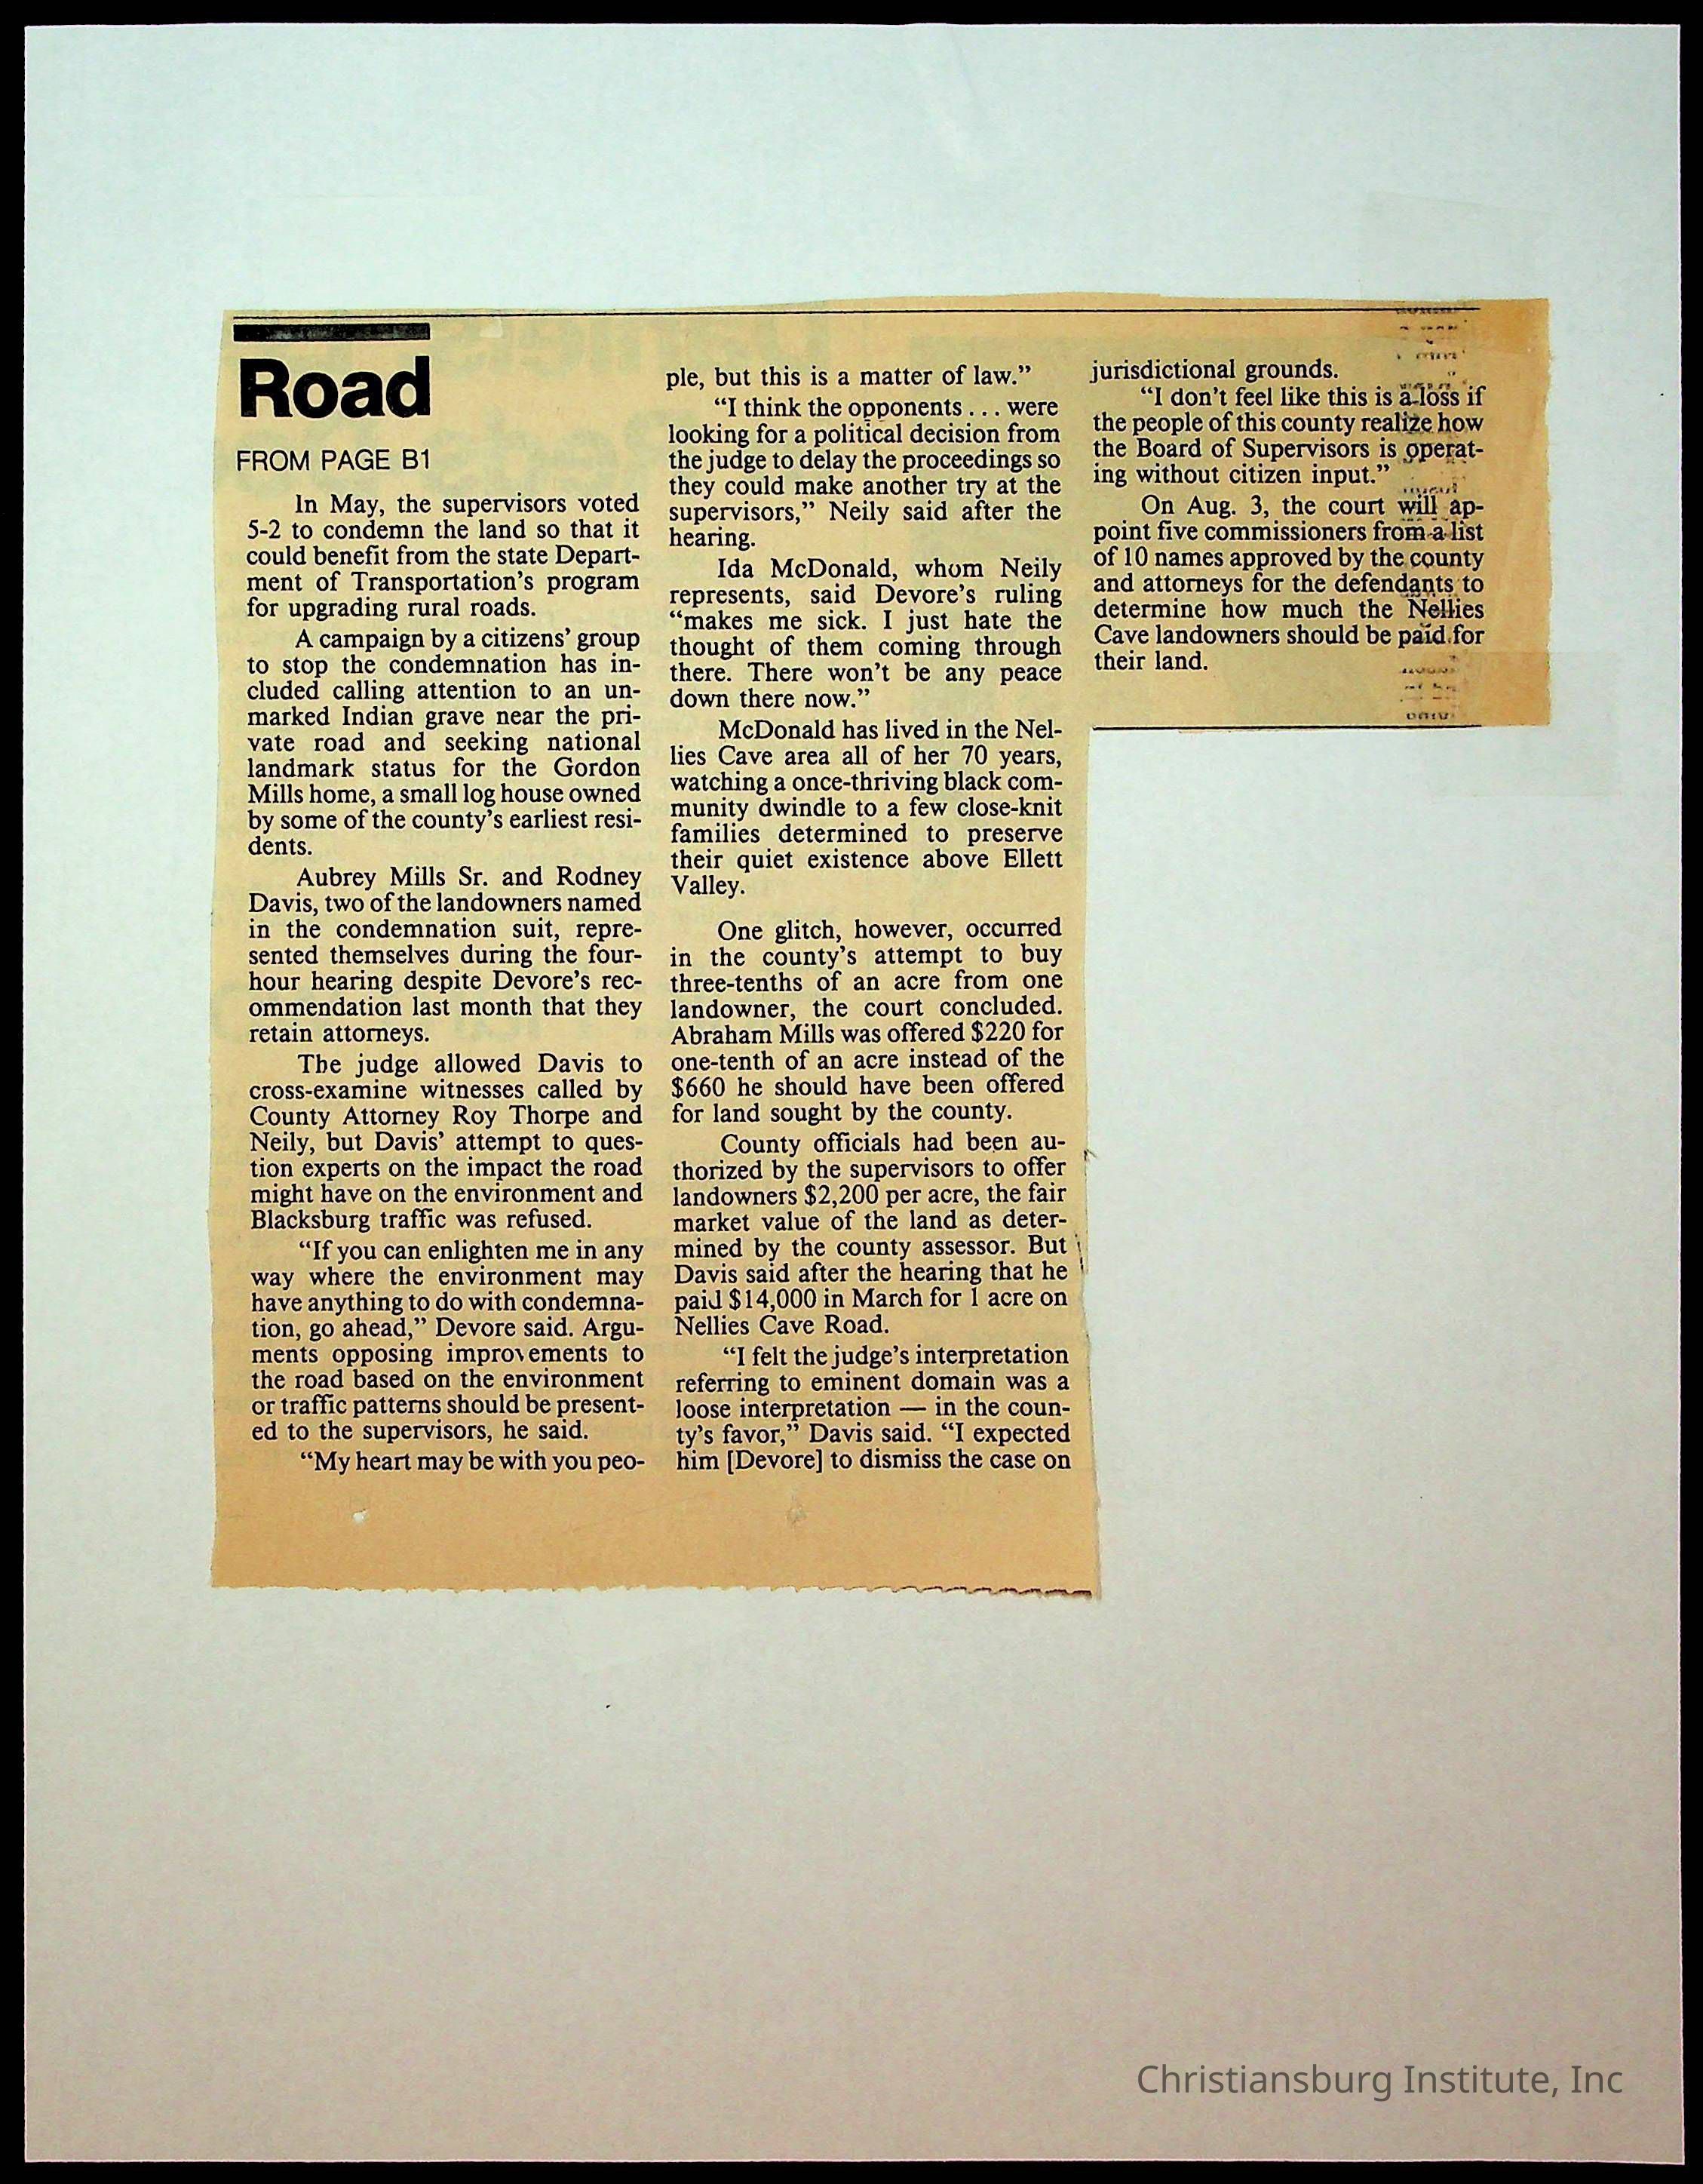 Road
FROM PAGE B1
In May, the supervisors voted
5-2 to condemn the land so that it
could benefit from the state Depart-
ment of Transportation's program
for upgrading rural roads.
A campaign by a citizens' group
to stop the condemnation has in-
cluded calling attention to an un-
marked Indian grave near the pri-
vate road and seeking national
landmark status for the Gordon
Mills home, a small log house owned
by some of the county's earliest resi-
dents.
Aubrey Mills Sr. and Rodney
Davis, two of the landowners named
in the condemnation suit, repre-
sented themselves during the four-
hour hearing despite Devore's rec-
ommendation last month that they
retain attorneys.
The judge allowed Davis to
cross-examine witnesses called by
County Attorney Roy Thorpe and
Neily, but Davis' attempt to ques-
tion experts on the impact the road
might have on the environment and
Blacksburg traffic was refused.
“If you can enlighten me in any
way where the environment may
have anything to do with condemna-
tion, go ahead,” Devore said. Argu-
ments opposing improvements to
the road based on the environment
or traffic patterns should be present-
ed to the supervisors, he said.
“My heart may be with you peo-
ple, but this is a matter of law.”
“I think the opponents . . . were
looking for a political decision from
the judge to delay the proceedings so
they could make another try at the
supervisors,” Neily said after the
hearing.
Ida McDonald, whom Neily
represents, said Devore's ruling
“makes me sick. I just hate the
thought of them coming through
there. There won't be any peace
down there now.”
McDonald has lived in the Nel-
lies Cave area all of her 70 years,
watching a once-thriving black com-
munity dwindle to a few close-knit
families determined to preserve
their quiet existence above Ellett
Valley.
One glitch, however, occurred
in the county's attempt to buy
three-tenths of an acre from one
landowner, the court concluded.
Abraham Mills was offered $220 for
one-tenth of an acre instead of the
$660 he should have been offered
for land sought by the county.
County officials had been au-
thorized by the supervisors to offer
landowners $2,200 per acre, the fair
market value of the land as deter-
mined by the county assessor. But
Davis said after the hearing that he
paid $14,000 in March for 1 acre on
Nellies Cave Road.
“I felt the judge's interpretation
referring to eminent domain was a
loose interpretation — in the coun-
ty's favor,” Davis said. “I expected
him [Devore] to dismiss the case on
jurisdictional grounds.
“I don't feel like this is a loss if
the people of this county realize how
the Board of Supervisors is operat-
ing without citizen input.”
On Aug. 3, the court will ap-
point five commissioners from a list
of 10 names approved by the county
and attorneys for the defendants to
determine how much the Nellies
Cave landowners should be paid for
their land.
Christiansburg Institute, Inc